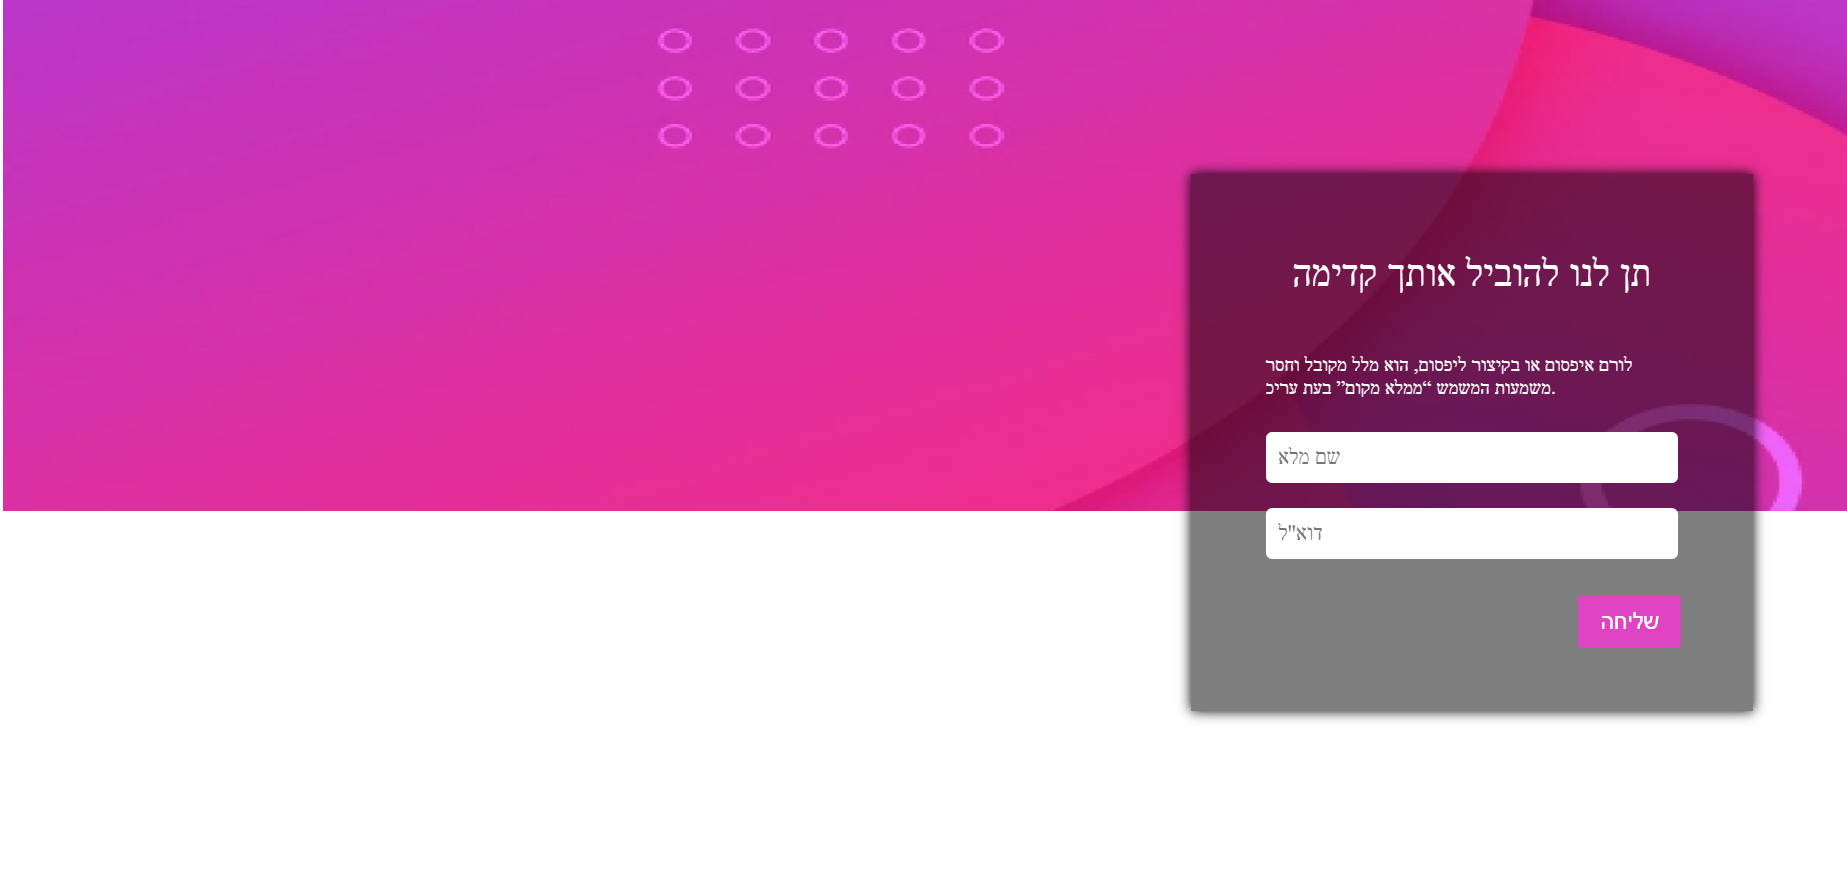 תן לנו להוביל אותך קדימה
לורם איפסום או בקיצור ליפסום, הוא מלל מקובל וחסר
משמעות המשמש “ממלא מקום” בעת עריכ.
שם מלא
דוא"ל
שליחה